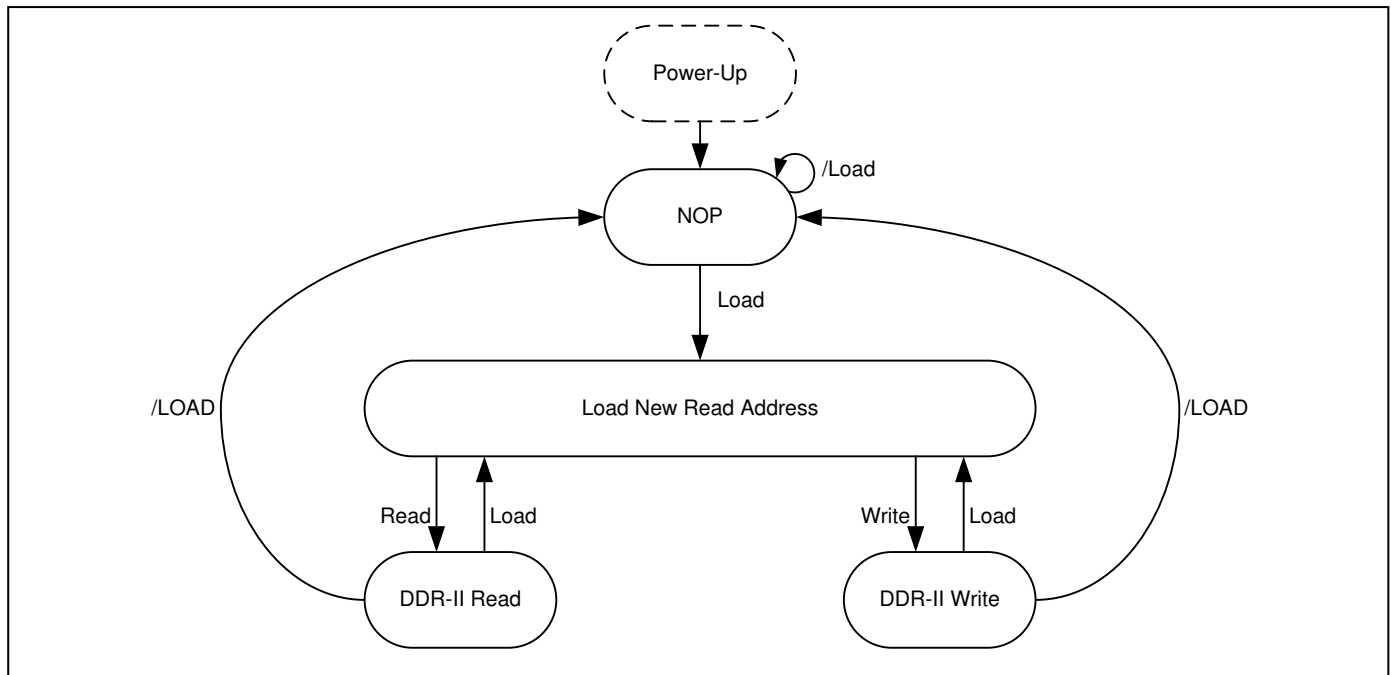 Power-Up
/Load
NOP
Load
/LOAD
Load New Read Address
/LOAD
Read
Load
Write
Load
DDR-II Read
DDR-II Write